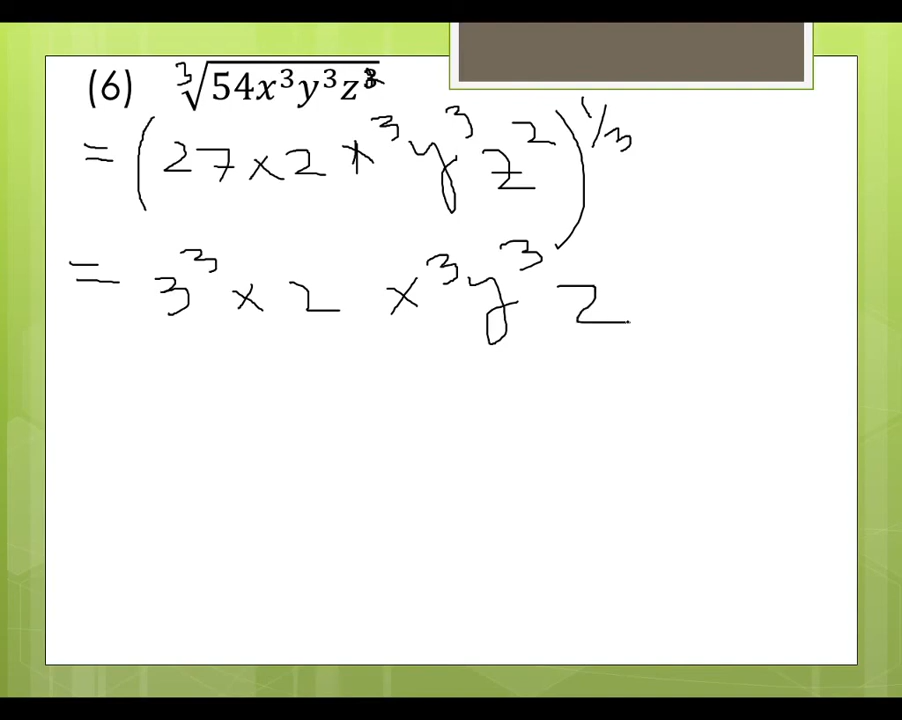 (6) ∛54x³y³z²
= (27 × 2 x³ y³ z²)^1/3
= 3³ × 2 x³ y³ z